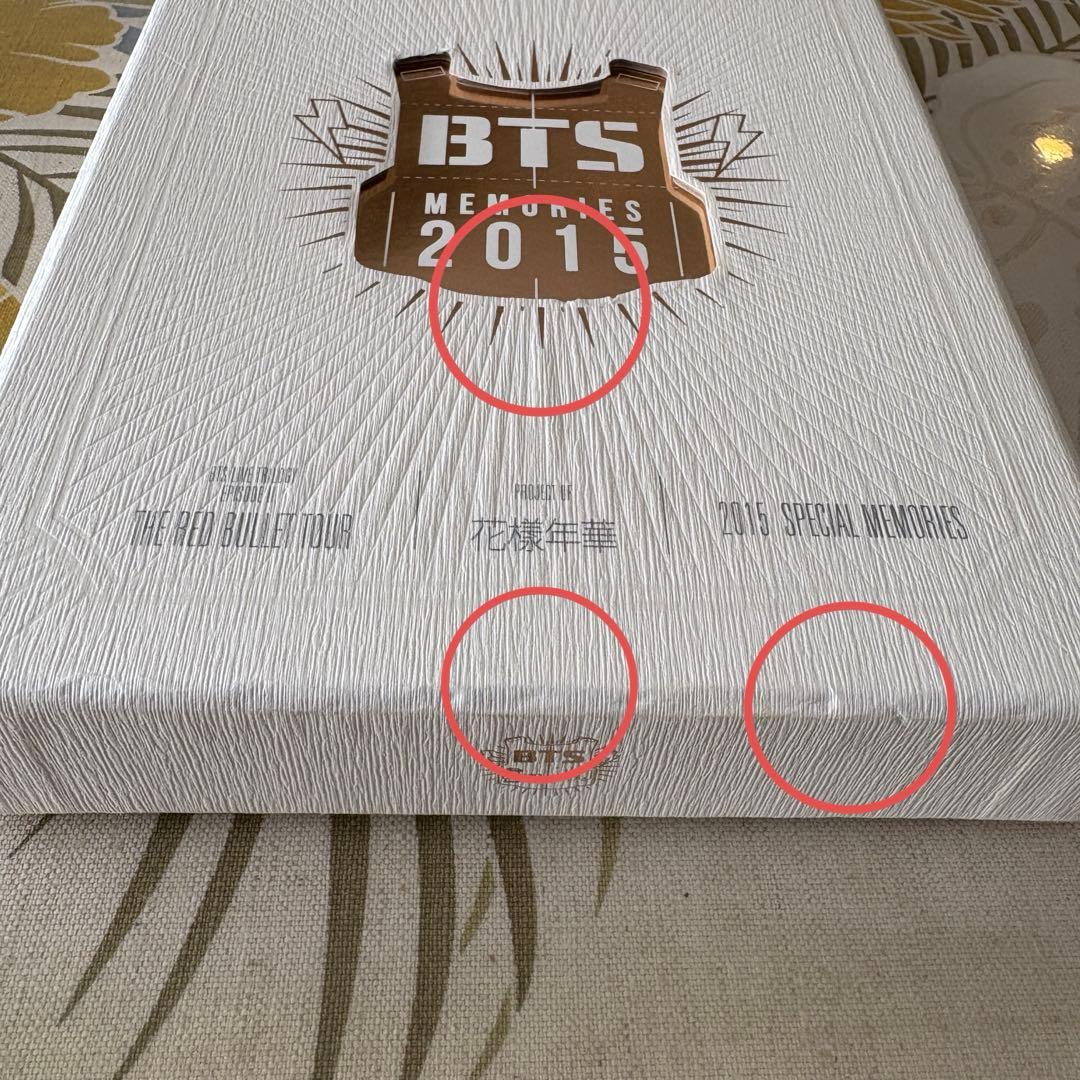 BTS
MEMORIES
2015
BTS LIVE TRILOGY
EPISODE II
THE RED BULLET TOUR
PROJECT OF
花樣年華
2015 SPECIAL MEMORIES
BTS